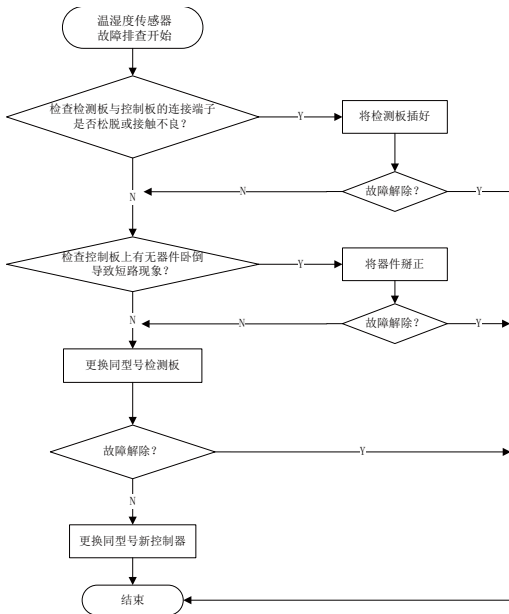 温湿度传感器
故障排查开始
检查检测板与控制板的连接端子
是否松脱或接触不良?
Y
将检测板插好
故障解除?
N
Y
N
检查控制板上有无器件卧倒
导致短路现象?
Y
将器件掰正
故障解除?
N
Y
N
更换同型号检测板
故障解除?
Y
N
更换同型号新控制器
结束